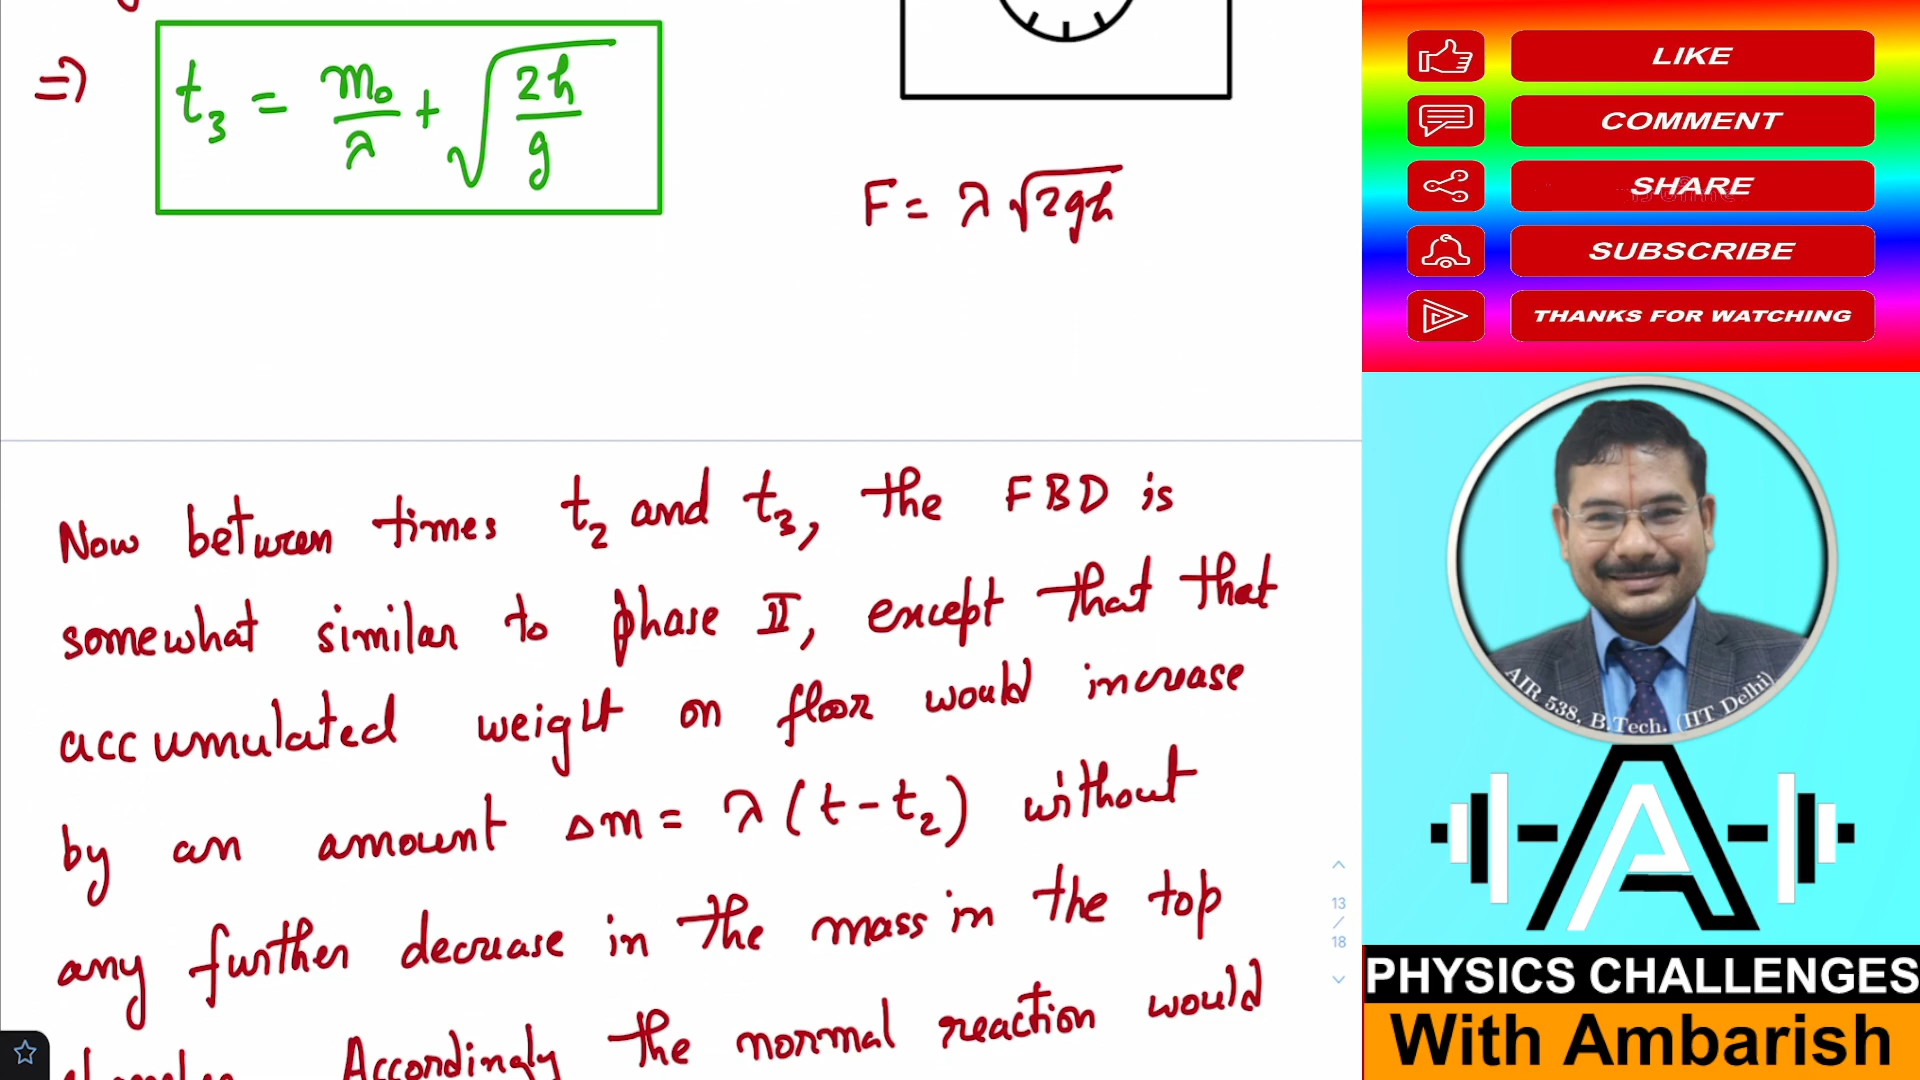 => t₃ = m₀/λ + √(2h/g)
F = λ √2gh
Now between times t₂ and t₃, the FBD is
somewhat similar to phase II, except that that
accumulated weight on floor would increase
by an amount Δm = λ(t-t₂) without
any further decrease in the mass in the top
Accordingly the normal reaction would
13
/
18
LIKE
COMMENT
SHARE
SUBSCRIBE
THANKS FOR WATCHING
AIR 538, B.Tech. (IIT Delhi)
A
PHYSICS CHALLENGES
With Ambarish